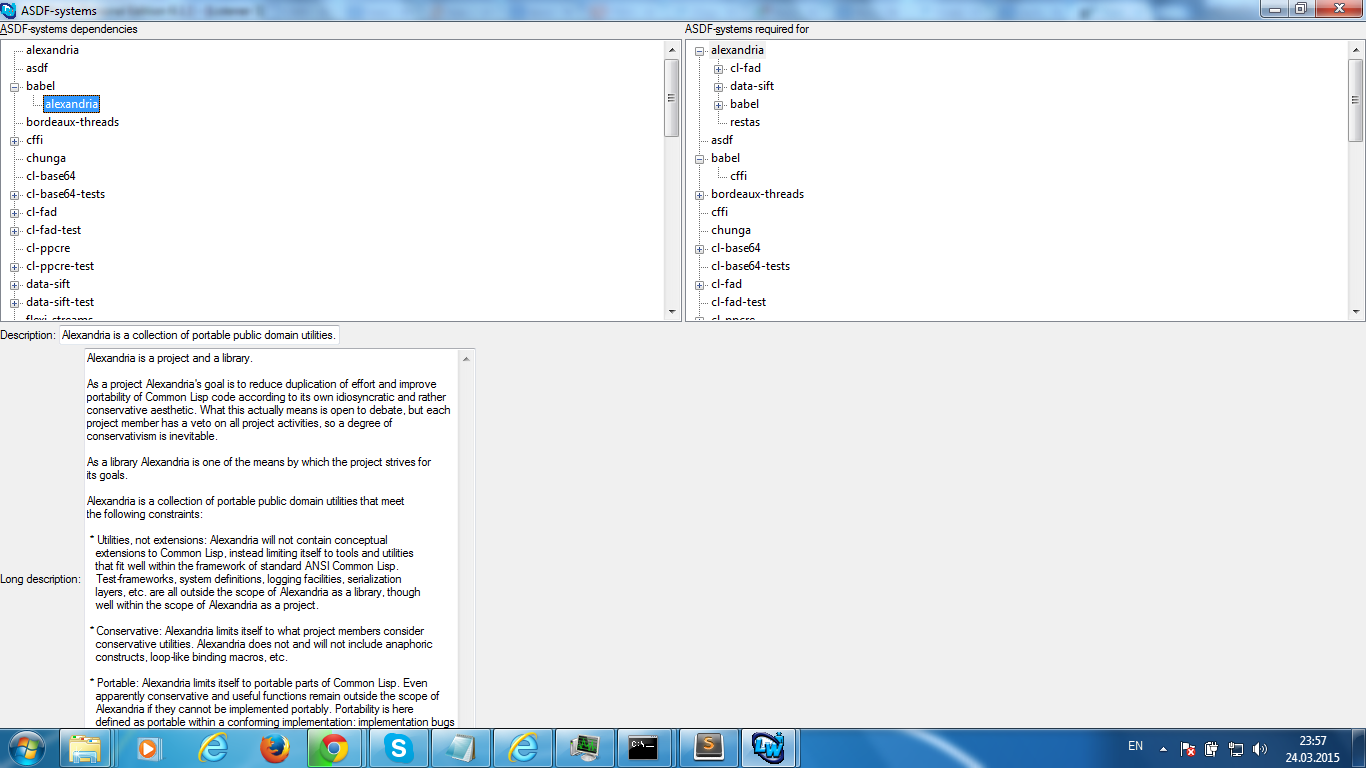 ASDF-systems
ASDF-systems dependencies
alexandria
asdf
babel
alexandria
bordeaux-threads
cffi
chunga
cl-base64
cl-base64-tests
cl-fad
cl-fad-test
cl-ppcre
cl-ppcre-test
data-sift
data-sift-test
flexi-streams
ASDF-systems required for
alexandria
cl-fad
data-sift
babel
restas
asdf
babel
cffi
bordeaux-threads
cffi
chunga
cl-base64
cl-base64-tests
cl-fad
cl-fad-test
cl-ppcre
Description: Alexandria is a collection of portable public domain utilities.
Long description:
Alexandria is a project and a library.
As a project Alexandria's goal is to reduce duplication of effort and improve
portability of Common Lisp code according to its own idiosyncratic and rather
conservative aesthetic. What this actually means is open to debate, but each
project member has a veto on all project activities, so a degree of
conservativism is inevitable.
As a library Alexandria is one of the means by which the project strives for
its goals.
Alexandria is a collection of portable public domain utilities that meet
the following constraints:
* Utilities, not extensions: Alexandria will not contain conceptual
extensions to Common Lisp, instead limiting itself to tools and utilities
that fit well within the framework of standard ANSI Common Lisp.
Test-frameworks, system definitions, logging facilities, serialization
layers, etc. are all outside the scope of Alexandria as a library, though
well within the scope of Alexandria as a project.
* Conservative: Alexandria limits itself to what project members consider
conservative utilities. Alexandria does not and will not include anaphoric
constructs, loop-like binding macros, etc.
* Portable: Alexandria limits itself to portable parts of Common Lisp. Even
apparently conservative and useful functions remain outside the scope of
Alexandria if they cannot be implemented portably. Portability is here
defined as portable within a conforming implementation: implementation bugs
EN
23:57
24.03.2015